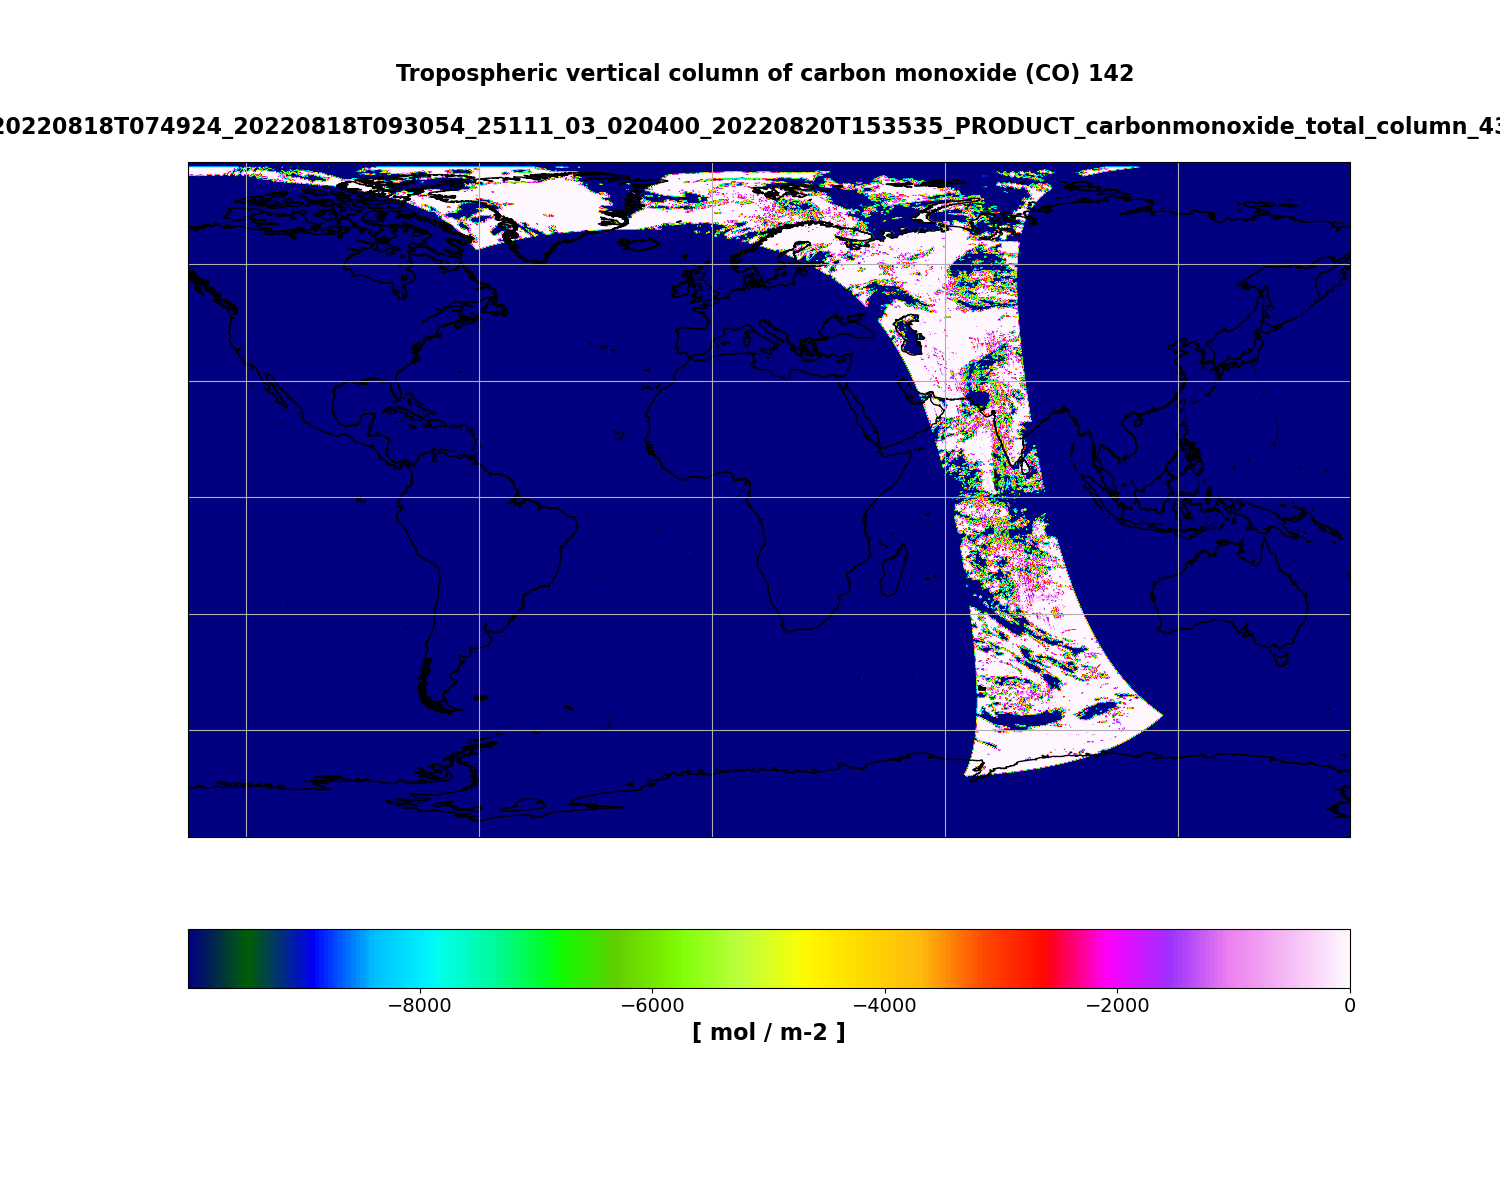 Tropospheric vertical column of carbon monoxide (CO) 142
20220818T074924_20220818T093054_25111_03_020400_20220820T153535_PRODUCT_carbonmonoxide_total_column_43
−8000 −6000 −4000 −2000 0
[ mol / m-2 ]